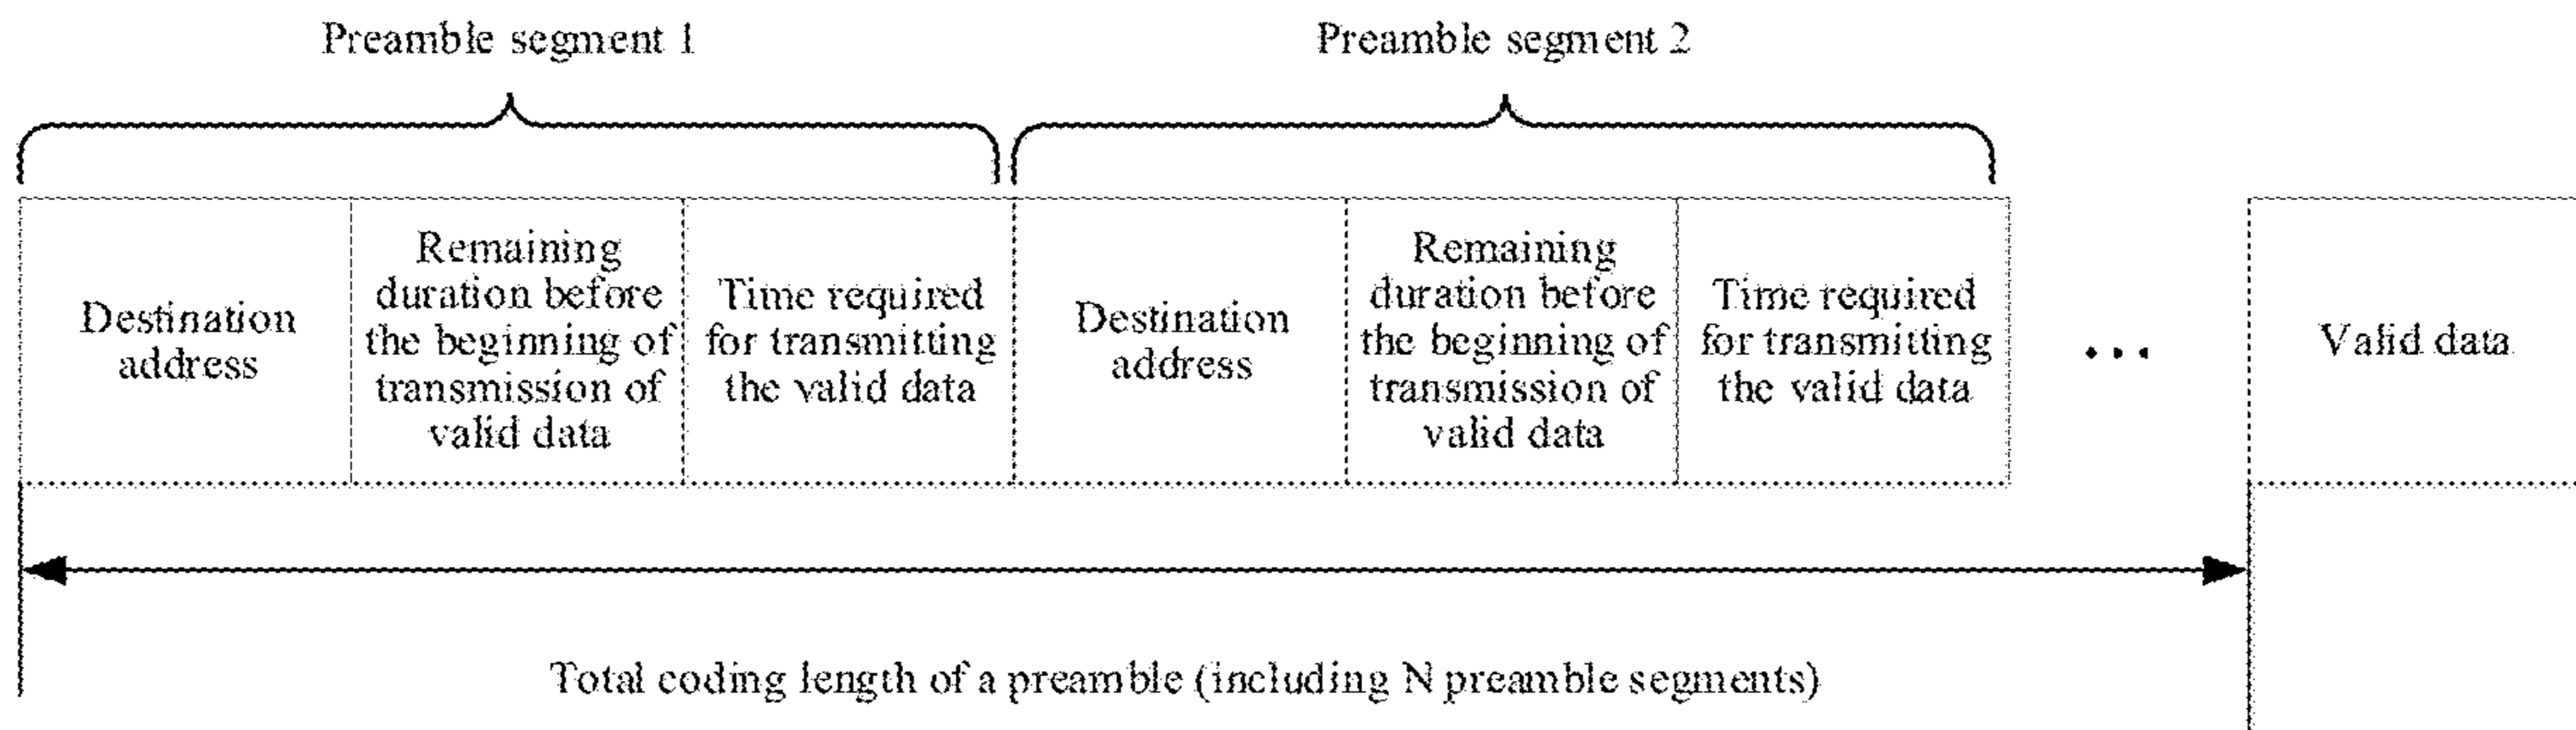 Preamble segment 1
Preamble segment 2
Destination
address
Remaining
duration before
the beginning of
transmission of
valid data
Time required
for transmitting
the valid data
Destination
address
Remaining
duration before
the beginning of
transmission of
valid data
Time required
for transmitting
the valid data
...
Valid data
Total coding length of a preamble (including N preamble segments)